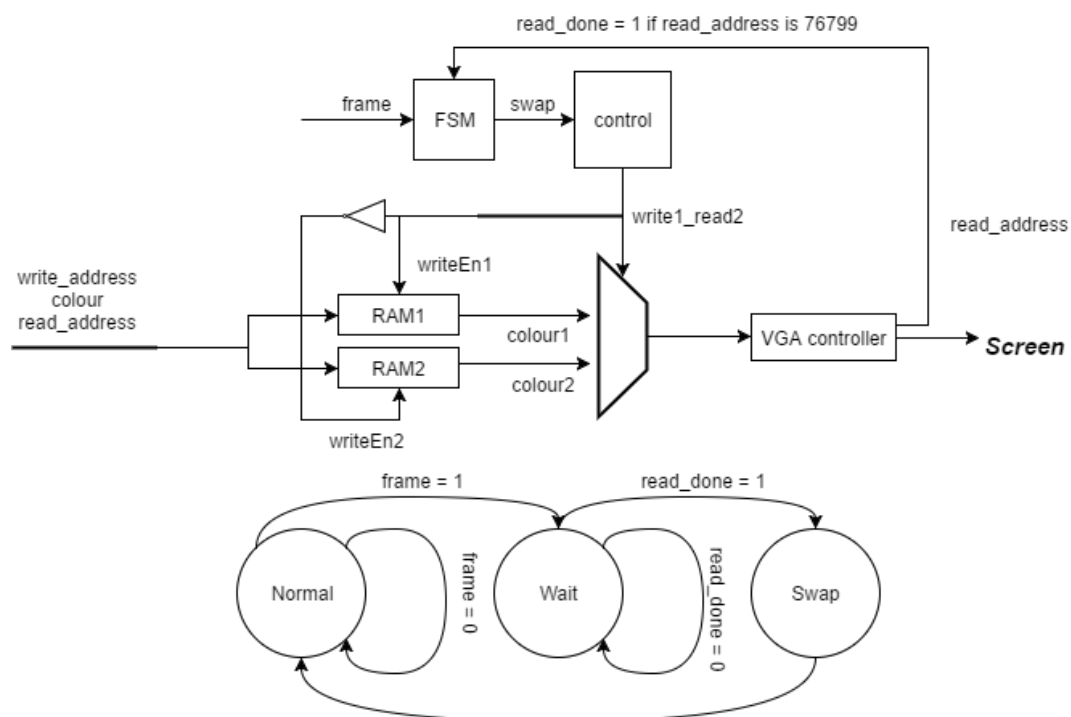 read_done = 1 if read_address is 76799
frame
FSM
swap
control
write1_read2
read_address
writeEn1
write_address
colour
read_address
RAM1
colour1
VGA controller
Screen
RAM2
colour2
writeEn2
frame = 1
read_done = 1
Normal
frame = 0
Wait
read_done = 0
Swap